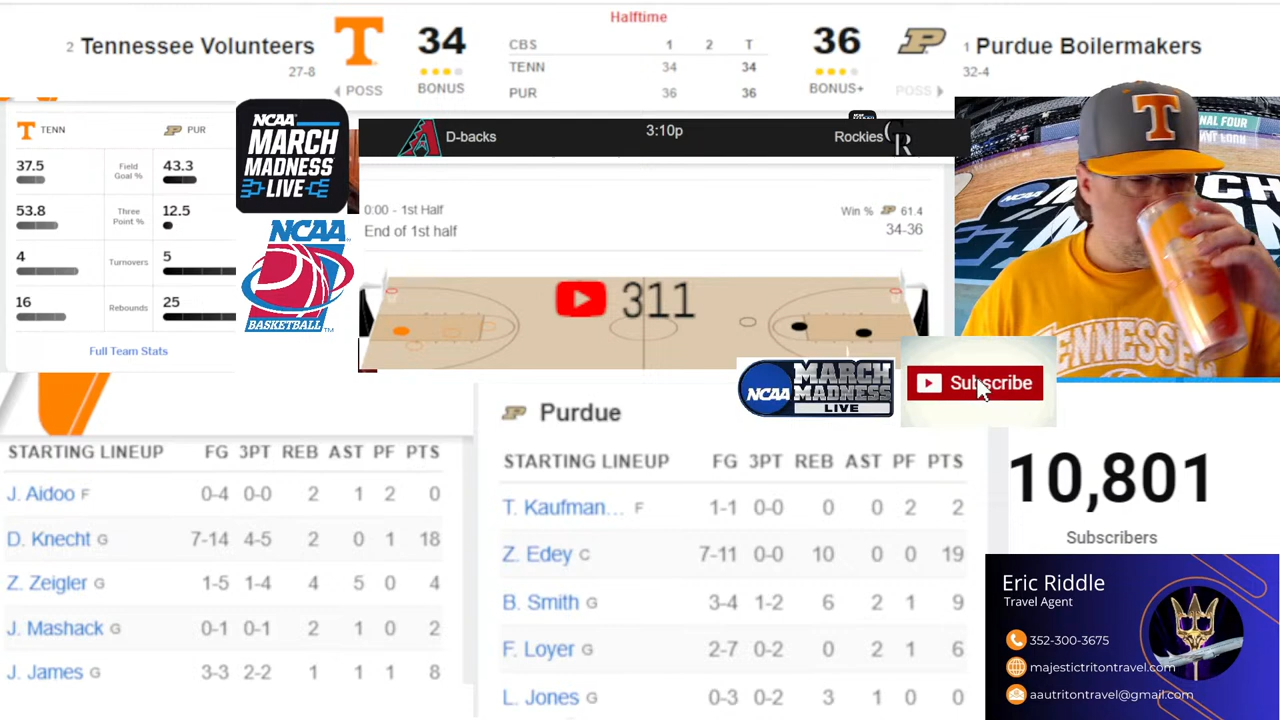 Halftime
2 Tennessee Volunteers
27-8
T
34
BONUS
POSS
CBS 1 2 T
TENN 34 34
PUR 36 36
36
BONUS+
POSS
P
1 Purdue Boilermakers
32-4
T TENN P PUR
37.5 Field Goal % 43.3
53.8 Three Point % 12.5
4 Turnovers 5
16 Rebounds 25
Full Team Stats
NCAA
MARCH
MADNESS
LIVE
NCAA
BASKETBALL™
D-backs 3:10p Rockies CR
0:00 - 1st Half
End of 1st half
Win % P 61.4
34-36
311
NCAA MARCH
MADNESS
LIVE
Subscribe
T
NAL FOUR
NCAA MARCH
TENNESSE
STARTING LINEUP FG 3PT REB AST PF PTS
J. Aidoo F 0-4 0-0 2 1 2 0
D. Knecht G 7-14 4-5 2 0 1 18
Z. Zeigler G 1-5 1-4 4 5 0 4
J. Mashack G 0-1 0-1 2 1 0 2
J. James G 3-3 2-2 1 1 1 8
P Purdue
STARTING LINEUP FG 3PT REB AST PF PTS
T. Kaufman... F 1-1 0-0 0 0 2 2
Z. Edey C 7-11 0-0 10 0 0 19
B. Smith G 3-4 1-2 6 2 1 9
F. Loyer G 2-7 0-2 0 2 1 6
L. Jones G 0-3 0-2 3 1 0 0
10,801
Subscribers
Eric Riddle
Travel Agent
352-300-3675
majestictritontravel.com
aautritontravel@gmail.com